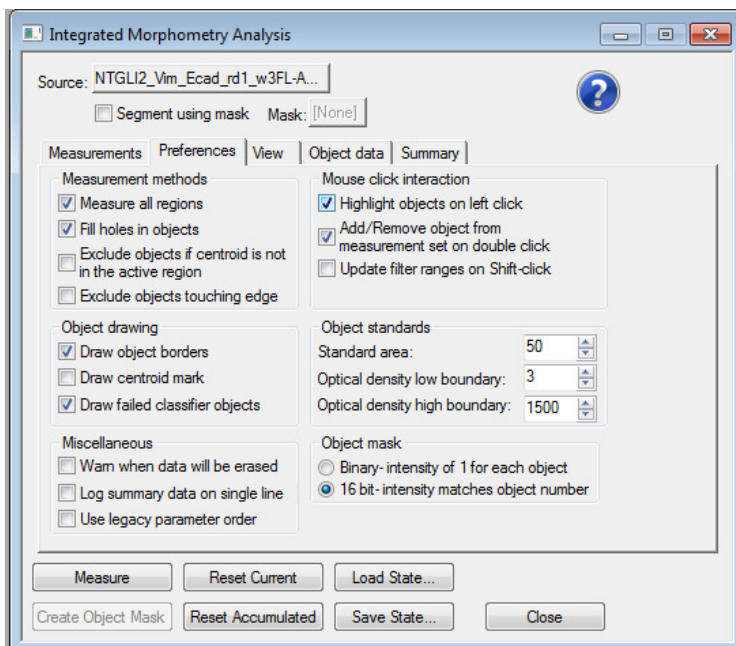 Integrated Morphometry Analysis
Source: NTGLI2_Vim_Ecad_rd1_w3FL-A...
?
Segment using mask Mask: [None]
Measurements Preferences View Object data Summary
Measurement methods
Measure all regions
Fill holes in objects
Exclude objects if centroid is not
in the active region
Exclude objects touching edge
Mouse click interaction
Highlight objects on left click
Add/Remove object from
measurement set on double click
Update filter ranges on Shift-click
Object drawing
Draw object borders
Draw centroid mark
Draw failed classifier objects
Object standards
Standard area: 50
Optical density low boundary: 3
Optical density high boundary: 1500
Miscellaneous
Warn when data will be erased
Log summary data on single line
Use legacy parameter order
Object mask
Binary- intensity of 1 for each object
16 bit- intensity matches object number
Measure Reset Current Load State...
Create Object Mask Reset Accumulated Save State... Close